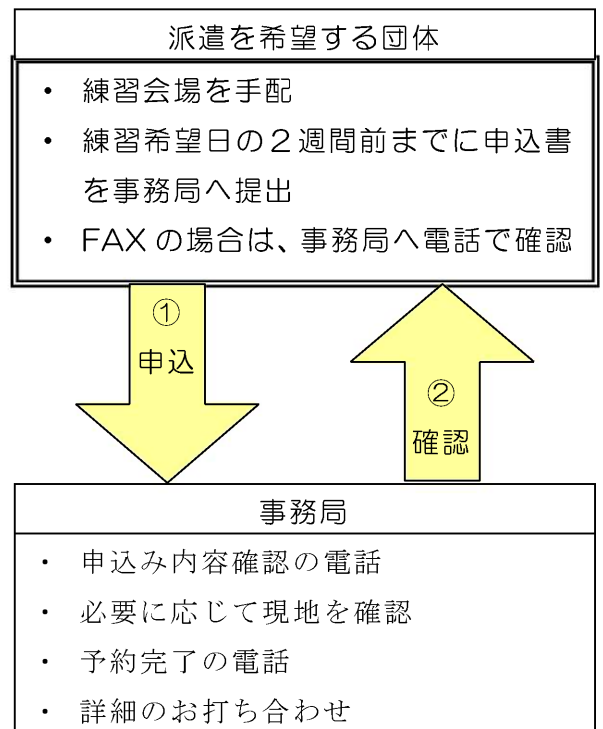 派遣を希望する団体
・ 練習会場を手配
・ 練習希望日の２週間前までに申込書
を事務局へ提出
・ FAX の場合は、事務局へ電話で確認
①
申込
②
確認
事務局
・ 申込み内容確認の電話
・ 必要に応じて現地を確認
・ 予約完了の電話
・ 詳細のお打ち合わせ